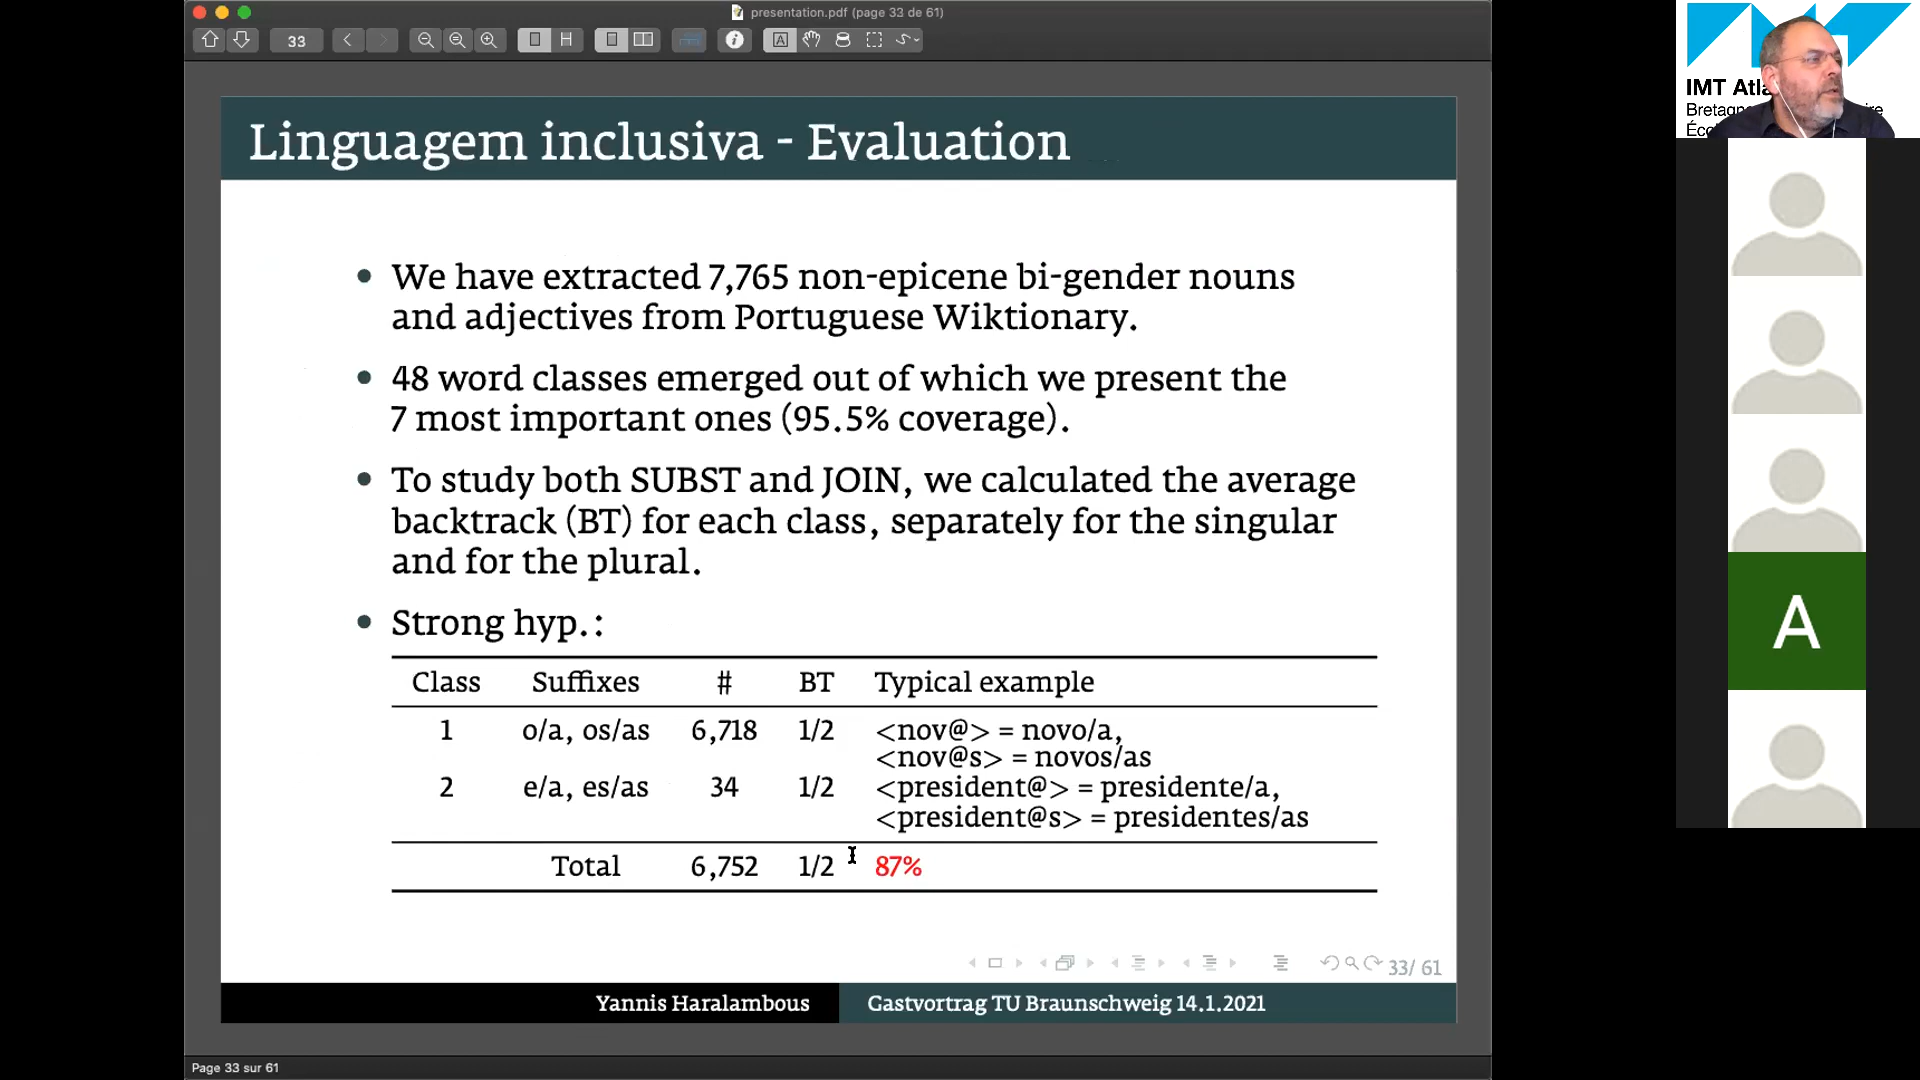 presentation.pdf (page 33 de 61)
33
IMT Atla
Bretagn
ire
Éco
Linguagem inclusiva - Evaluation
• We have extracted 7,765 non-epicene bi-gender nouns
and adjectives from Portuguese Wiktionary.
• 48 word classes emerged out of which we present the
7 most important ones (95.5% coverage).
• To study both SUBST and JOIN, we calculated the average
backtrack (BT) for each class, separately for the singular
and for the plural.
• Strong hyp.:
Class Suffixes # BT Typical example
1 o/a, os/as 6,718 1/2 <nov@> = novo/a,
<nov@s> = novos/as
2 e/a, es/as 34 1/2 <president@> = presidente/a,
<president@s> = presidentes/as
Total 6,752 1/2 87%
A
33/ 61
Yannis Haralambous Gastvortrag TU Braunschweig 14.1.2021
Page 33 sur 61